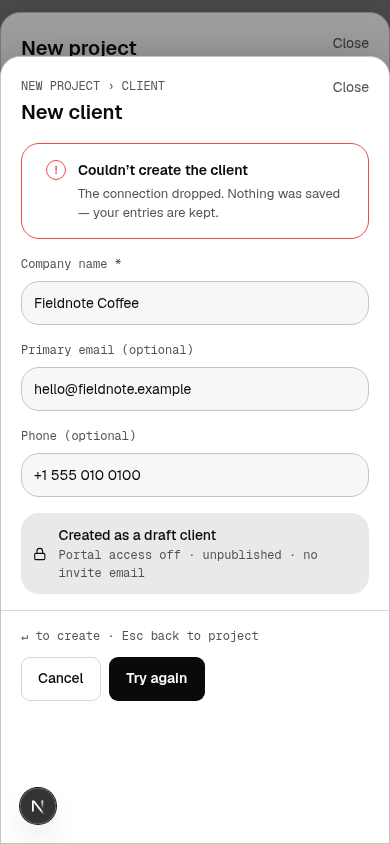 New project
Close
NEW PROJECT › CLIENT
Close
New client
!
Couldn’t create the client
The connection dropped. Nothing was saved
— your entries are kept.
Company name *
Fieldnote Coffee
Primary email (optional)
hello@fieldnote.example
Phone (optional)
+1 555 010 0100
Created as a draft client
Portal access off · unpublished · no
invite email
↵ to create · Esc back to project
Cancel
Try again
N